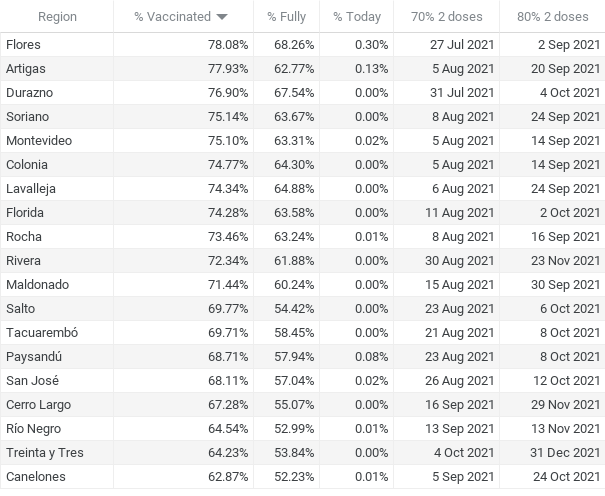 Region % Vaccinated % Fully % Today 70% 2 doses 80% 2 doses
Flores 78.08% 68.26% 0.30% 27 Jul 2021 2 Sep 2021
Artigas 77.93% 62.77% 0.13% 5 Aug 2021 20 Sep 2021
Durazno 76.90% 67.54% 0.00% 31 Jul 2021 4 Oct 2021
Soriano 75.14% 63.67% 0.00% 8 Aug 2021 24 Sep 2021
Montevideo 75.10% 63.31% 0.02% 5 Aug 2021 14 Sep 2021
Colonia 74.77% 64.30% 0.00% 5 Aug 2021 14 Sep 2021
Lavalleja 74.34% 64.88% 0.00% 6 Aug 2021 24 Sep 2021
Florida 74.28% 63.58% 0.00% 11 Aug 2021 2 Oct 2021
Rocha 73.46% 63.24% 0.01% 8 Aug 2021 16 Sep 2021
Rivera 72.34% 61.88% 0.00% 30 Aug 2021 23 Nov 2021
Maldonado 71.44% 60.24% 0.00% 15 Aug 2021 30 Sep 2021
Salto 69.77% 54.42% 0.00% 23 Aug 2021 6 Oct 2021
Tacuarembó 69.71% 58.45% 0.00% 21 Aug 2021 8 Oct 2021
Paysandú 68.71% 57.94% 0.08% 23 Aug 2021 8 Oct 2021
San José 68.11% 57.04% 0.02% 26 Aug 2021 12 Oct 2021
Cerro Largo 67.28% 55.07% 0.00% 16 Sep 2021 29 Nov 2021
Río Negro 64.54% 52.99% 0.01% 13 Sep 2021 13 Nov 2021
Treinta y Tres 64.23% 53.84% 0.00% 4 Oct 2021 31 Dec 2021
Canelones 62.87% 52.23% 0.01% 5 Sep 2021 24 Oct 2021